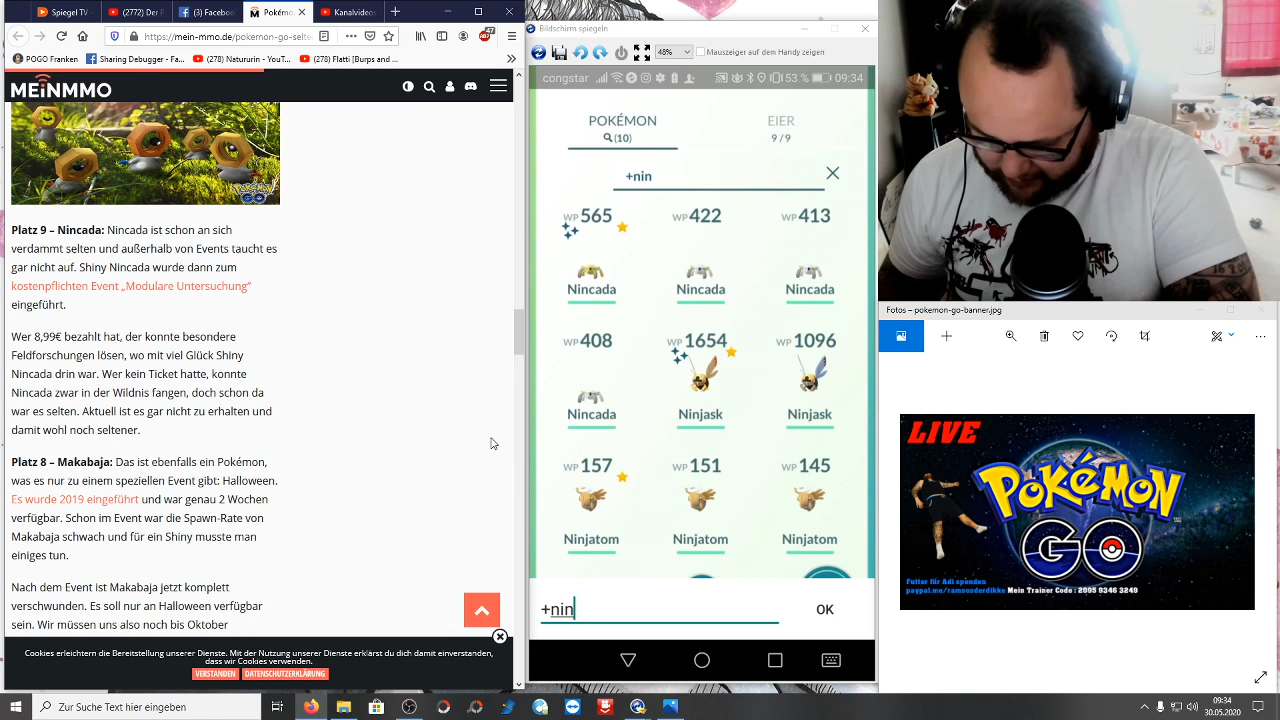 Spiegel TV
(2772) Der R
(3) Facebool
Pokémo
Kanalvideos
https://mein-mmo.de/pokemon-go-selte
47
POGO Franken
Sharing Debugger - Fa...
(278) Natururin - YouT...
(278) Flatti [Burps and ...
MEiNMMO
POKÉMON GO
Platz 9 – Nincada: Nincada ist schon an sich
verdammt selten und außerhalb von Events taucht es
gar nicht auf. Shiny Nincada wurde dann zum
kostenpflichten Event „Modulare Untersuchung“
eingeführt.
Wer 8,99€ bezahlt hat, der konnte besondere
Feldforschungen lösen, wo mit viel Glück Shiny
Nincada drin war. Wer kein Ticket hatte, konnte
Nincada zwar in der Wildnis fangen, doch schon da
war es selten. Aktuell ist es gar nicht zu erhalten und
damit wohl noch seltener.
Platz 8 – Makabaja: Das ist ebenfalls ein Pokémon,
was es nur zu einem speziellen Event gibt: Halloween.
Es wurde 2019 eingeführt und war genau 2 Wochen
verfügbar. Schon im Event war die Spawn-Rate von
Makabaja schwach und für ein Shiny musste man
einiges tun.
Nach dem Event ist Makabaja jetzt komplett
verschwunden. Es soll nur an Halloween verfügbar
sein. Wir müssen uns also noch bis Oktober
Cookies erleichtern die Bereitstellung unserer Dienste. Mit der Nutzung unserer Dienste erklärst du dich damit einverstanden,
dass wir Cookies verwenden.
VERSTANDEN DATENSCHUTZERKLÄRUNG
Bildschirm spiegeln
48% Mauszeiger auf dem Handy zeigen
congstar 53 % 09:34
POKÉMON EIER
(10) 9 / 9
+nin
WP 565 WP 422 WP 413
Nincada Nincada Nincada
WP 408 WP 1654 WP 1096
Nincada Ninjask Ninjask
WP 157 WP 151 WP 145
Ninjatom Ninjatom Ninjatom
+nin OK
Fotos – pokemon-go-banner.jpg
LIVE
POKÉMON
GO
Futter für Adi spenden
paypal.me/ramsesderdikke Mein Trainer Code : 2095 9346 3249
Zur Suche Text hier eingeben
09:34
30.05.2020